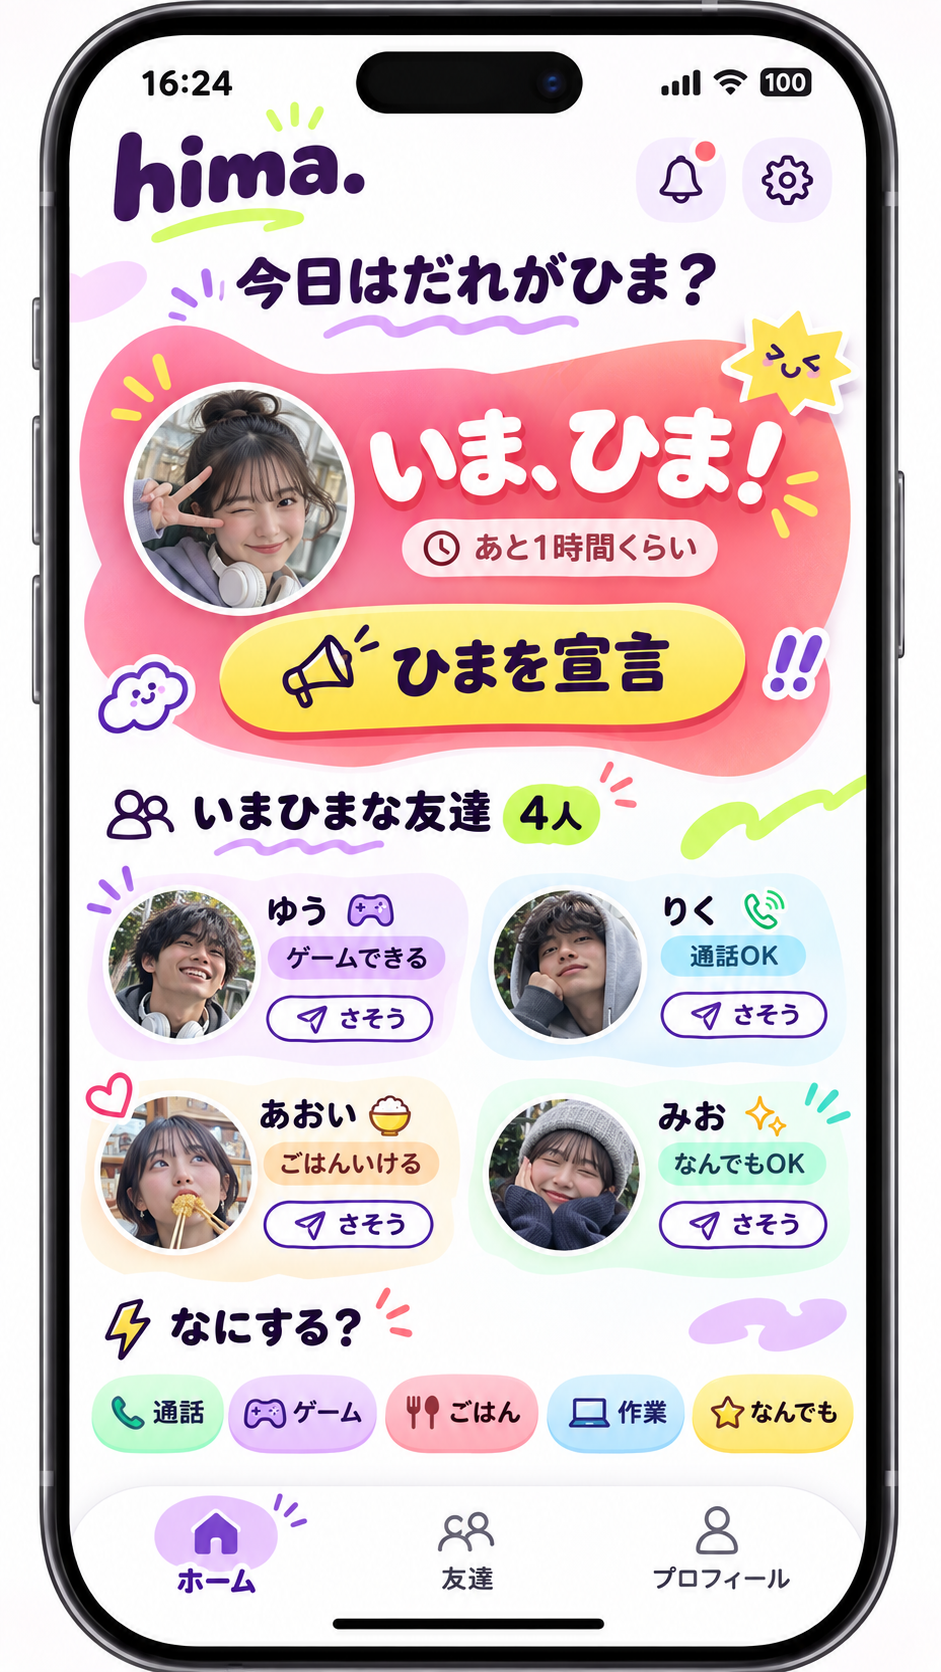 16:24
100
hima.
今日はだれがひま？
いま、ひま！
あと1時間くらい
ひまを宣言
!!
いまひまな友達 4人
ゆう
ゲームできる
さそう
りく
通話OK
さそう
あおい
ごはんいける
さそう
みお
なんでもOK
さそう
なにする？
通話 ゲーム ごはん 作業 なんでも
ホーム 友達 プロフィール